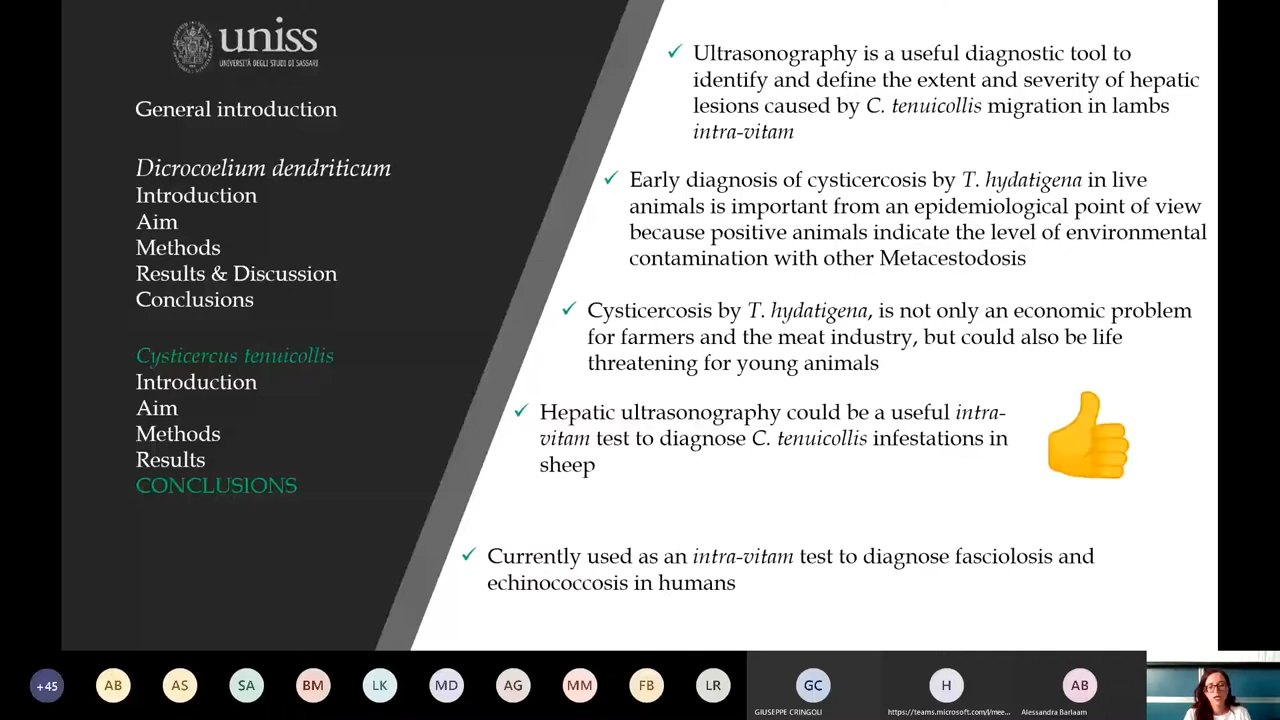 uniss
UNIVERSITÀ DEGLI STUDI DI SASSARI
General introduction
Dicrocoelium dendriticum
Introduction
Aim
Methods
Results & Discussion
Conclusions
Cysticercus tenuicollis
Introduction
Aim
Methods
Results
CONCLUSIONS
✓ Ultrasonography is a useful diagnostic tool to
identify and define the extent and severity of hepatic
lesions caused by C. tenuicollis migration in lambs
intra-vitam
✓ Early diagnosis of cysticercosis by T. hydatigena in live
animals is important from an epidemiological point of view
because positive animals indicate the level of environmental
contamination with other Metacestodosis
✓ Cysticercosis by T. hydatigena, is not only an economic problem
for farmers and the meat industry, but could also be life
threatening for young animals
✓ Hepatic ultrasonography could be a useful intra-
vitam test to diagnose C. tenuicollis infestations in
sheep
✓ Currently used as an intra-vitam test to diagnose fasciolosis and
echinococcosis in humans
+45
AB
AS
SA
BM
LK
MD
AG
MM
FB
LR
GC
H
AB
GIUSEPPE CRINGOLI
https://teams.microsoft.com/l/mee...
Alessandra Barlaam